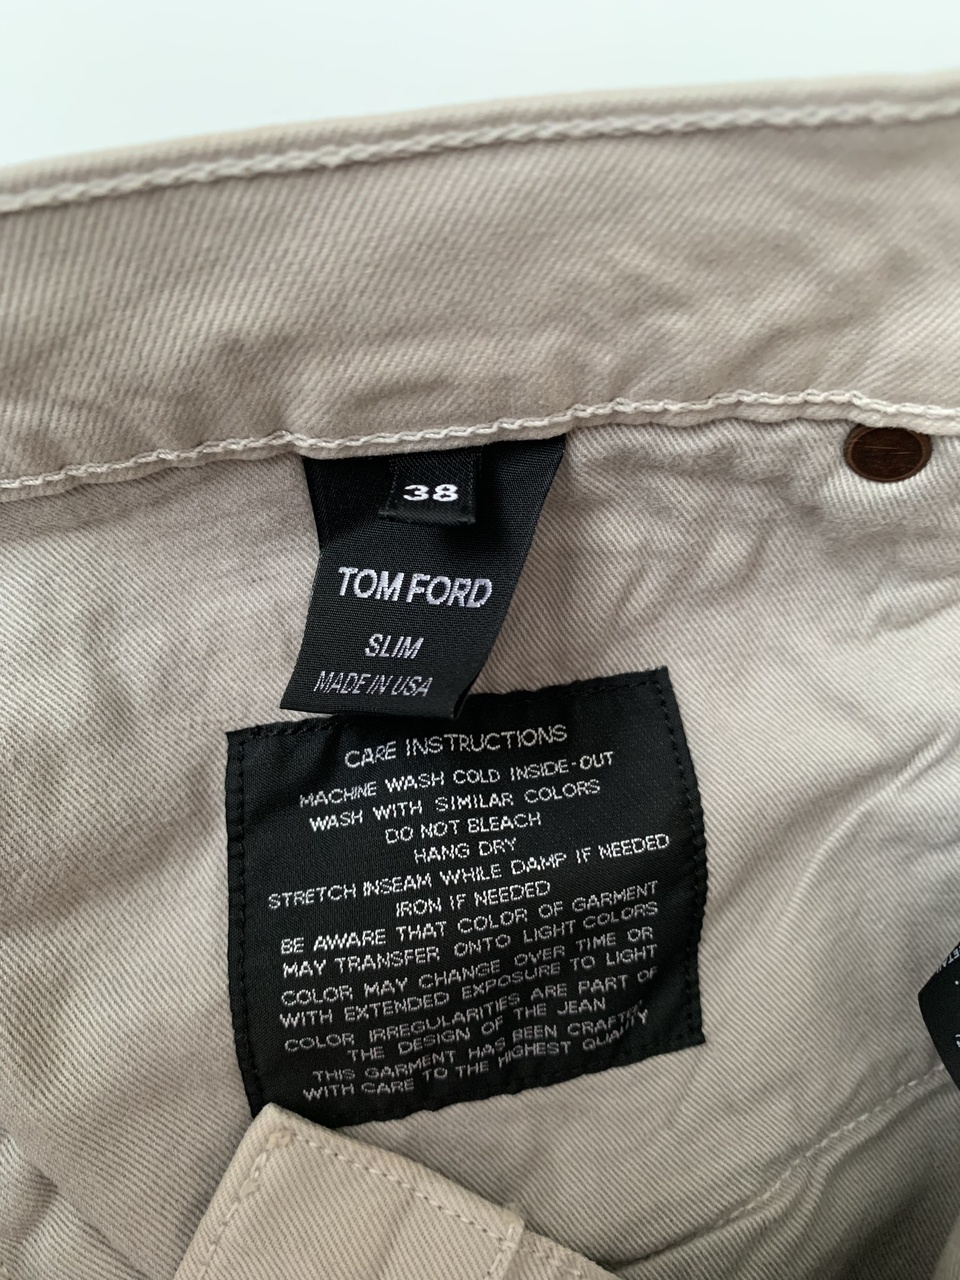 38
TOM FORD
SLIM
MADE IN USA
CARE INSTRUCTIONS
MACHINE WASH COLD INSIDE-OUT
WASH WITH SIMILAR COLORS
DO NOT BLEACH
HANG DRY
STRETCH INSEAM WHILE DAMP IF NEEDED
IRON IF NEEDED
BE AWARE THAT COLOR OF GARMENT
MAY TRANSFER ONTO LIGHT COLORS
COLOR MAY CHANGE OVER TIME OR
WITH EXTENDED EXPOSURE TO LIGHT
COLOR IRREGULARITIES ARE PART OF
THE DESIGN OF THE JEAN
THIS GARMENT HAS BEEN CRAFTED
WITH CARE TO THE HIGHEST QUALITY